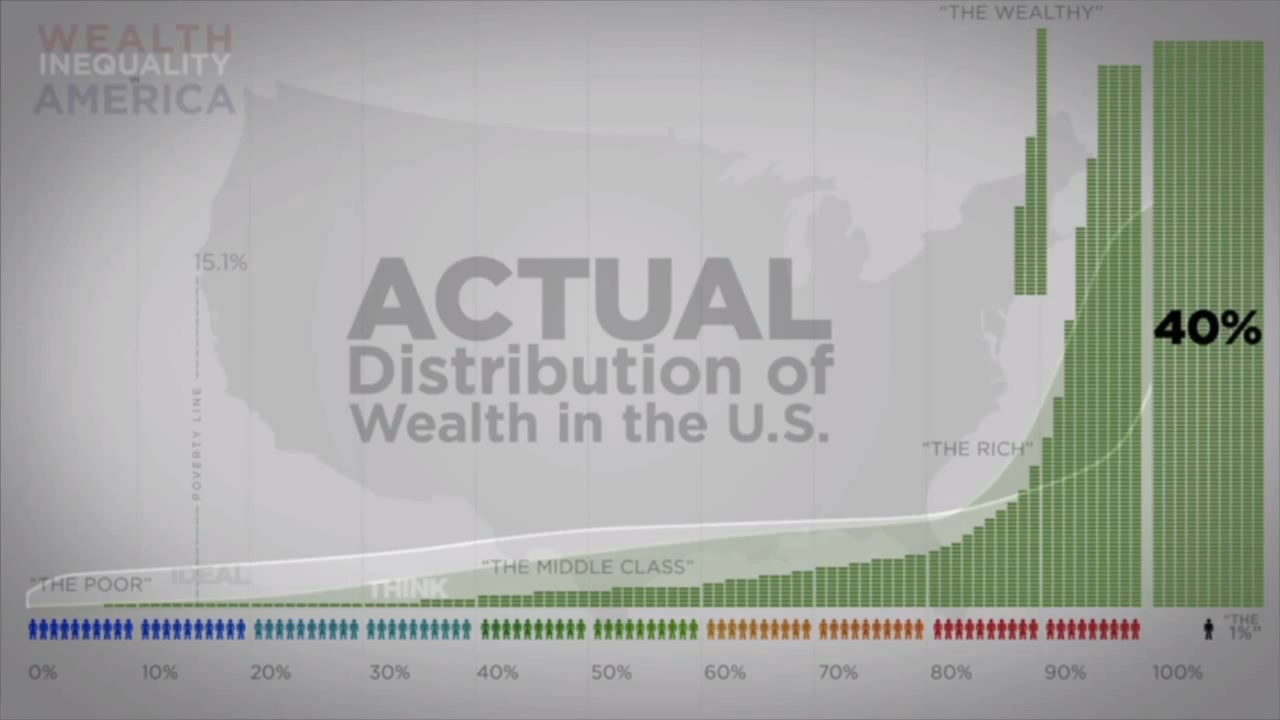 "THE WEALTHY"
WEALTH
INEQUALITY
IN
AMERICA
15.1%
ACTUAL
Distribution of
Wealth in the U.S.
40%
POVERTY LINE
"THE RICH"
"THE MIDDLE CLASS"
"THE POOR"
IDEAL
THINK
"THE
1%"
0% 10% 20% 30% 40% 50% 60% 70% 80% 90% 100%